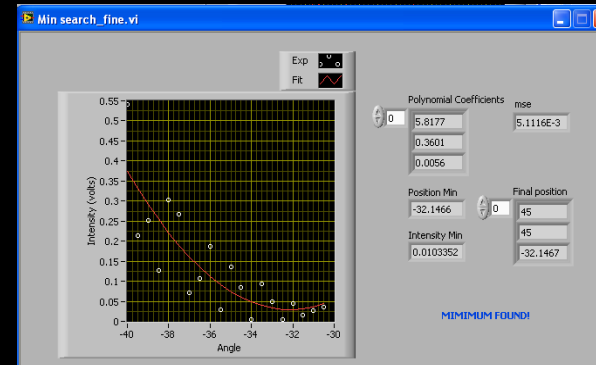 Min search_fine.vi
Exp
Fit
0.55
0.5
0.45
0.4
0.35
0.3
0.25
0.2
0.15
0.1
0.05
0
Intensity (volts)
-40
-38
-36
-34
-32
-30
Angle
Polynomial Coefficients
0
5.8177
0.3601
0.0056
mse
5.1116E-3
Position Min
-32.1466
Intensity Min
0.0103352
Final position
0
45
45
-32.1467
MIMIMUM FOUND!